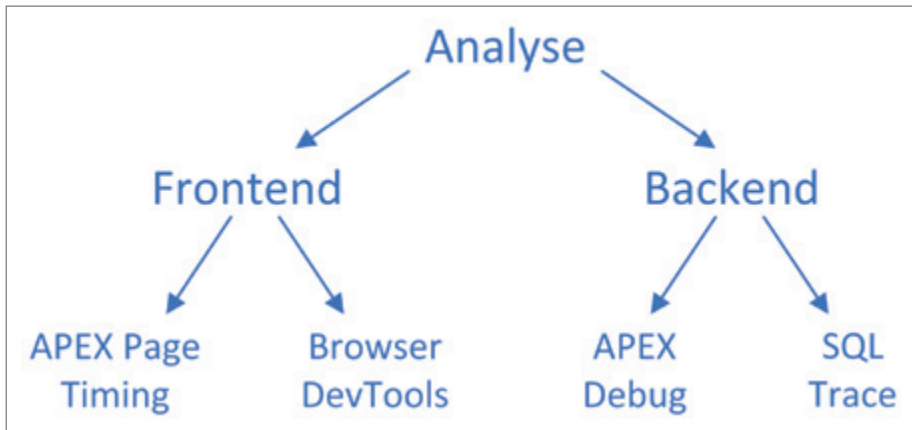 Analyse
Frontend
Backend
APEX Page
Timing
Browser
DevTools
APEX
Debug
SQL
Trace